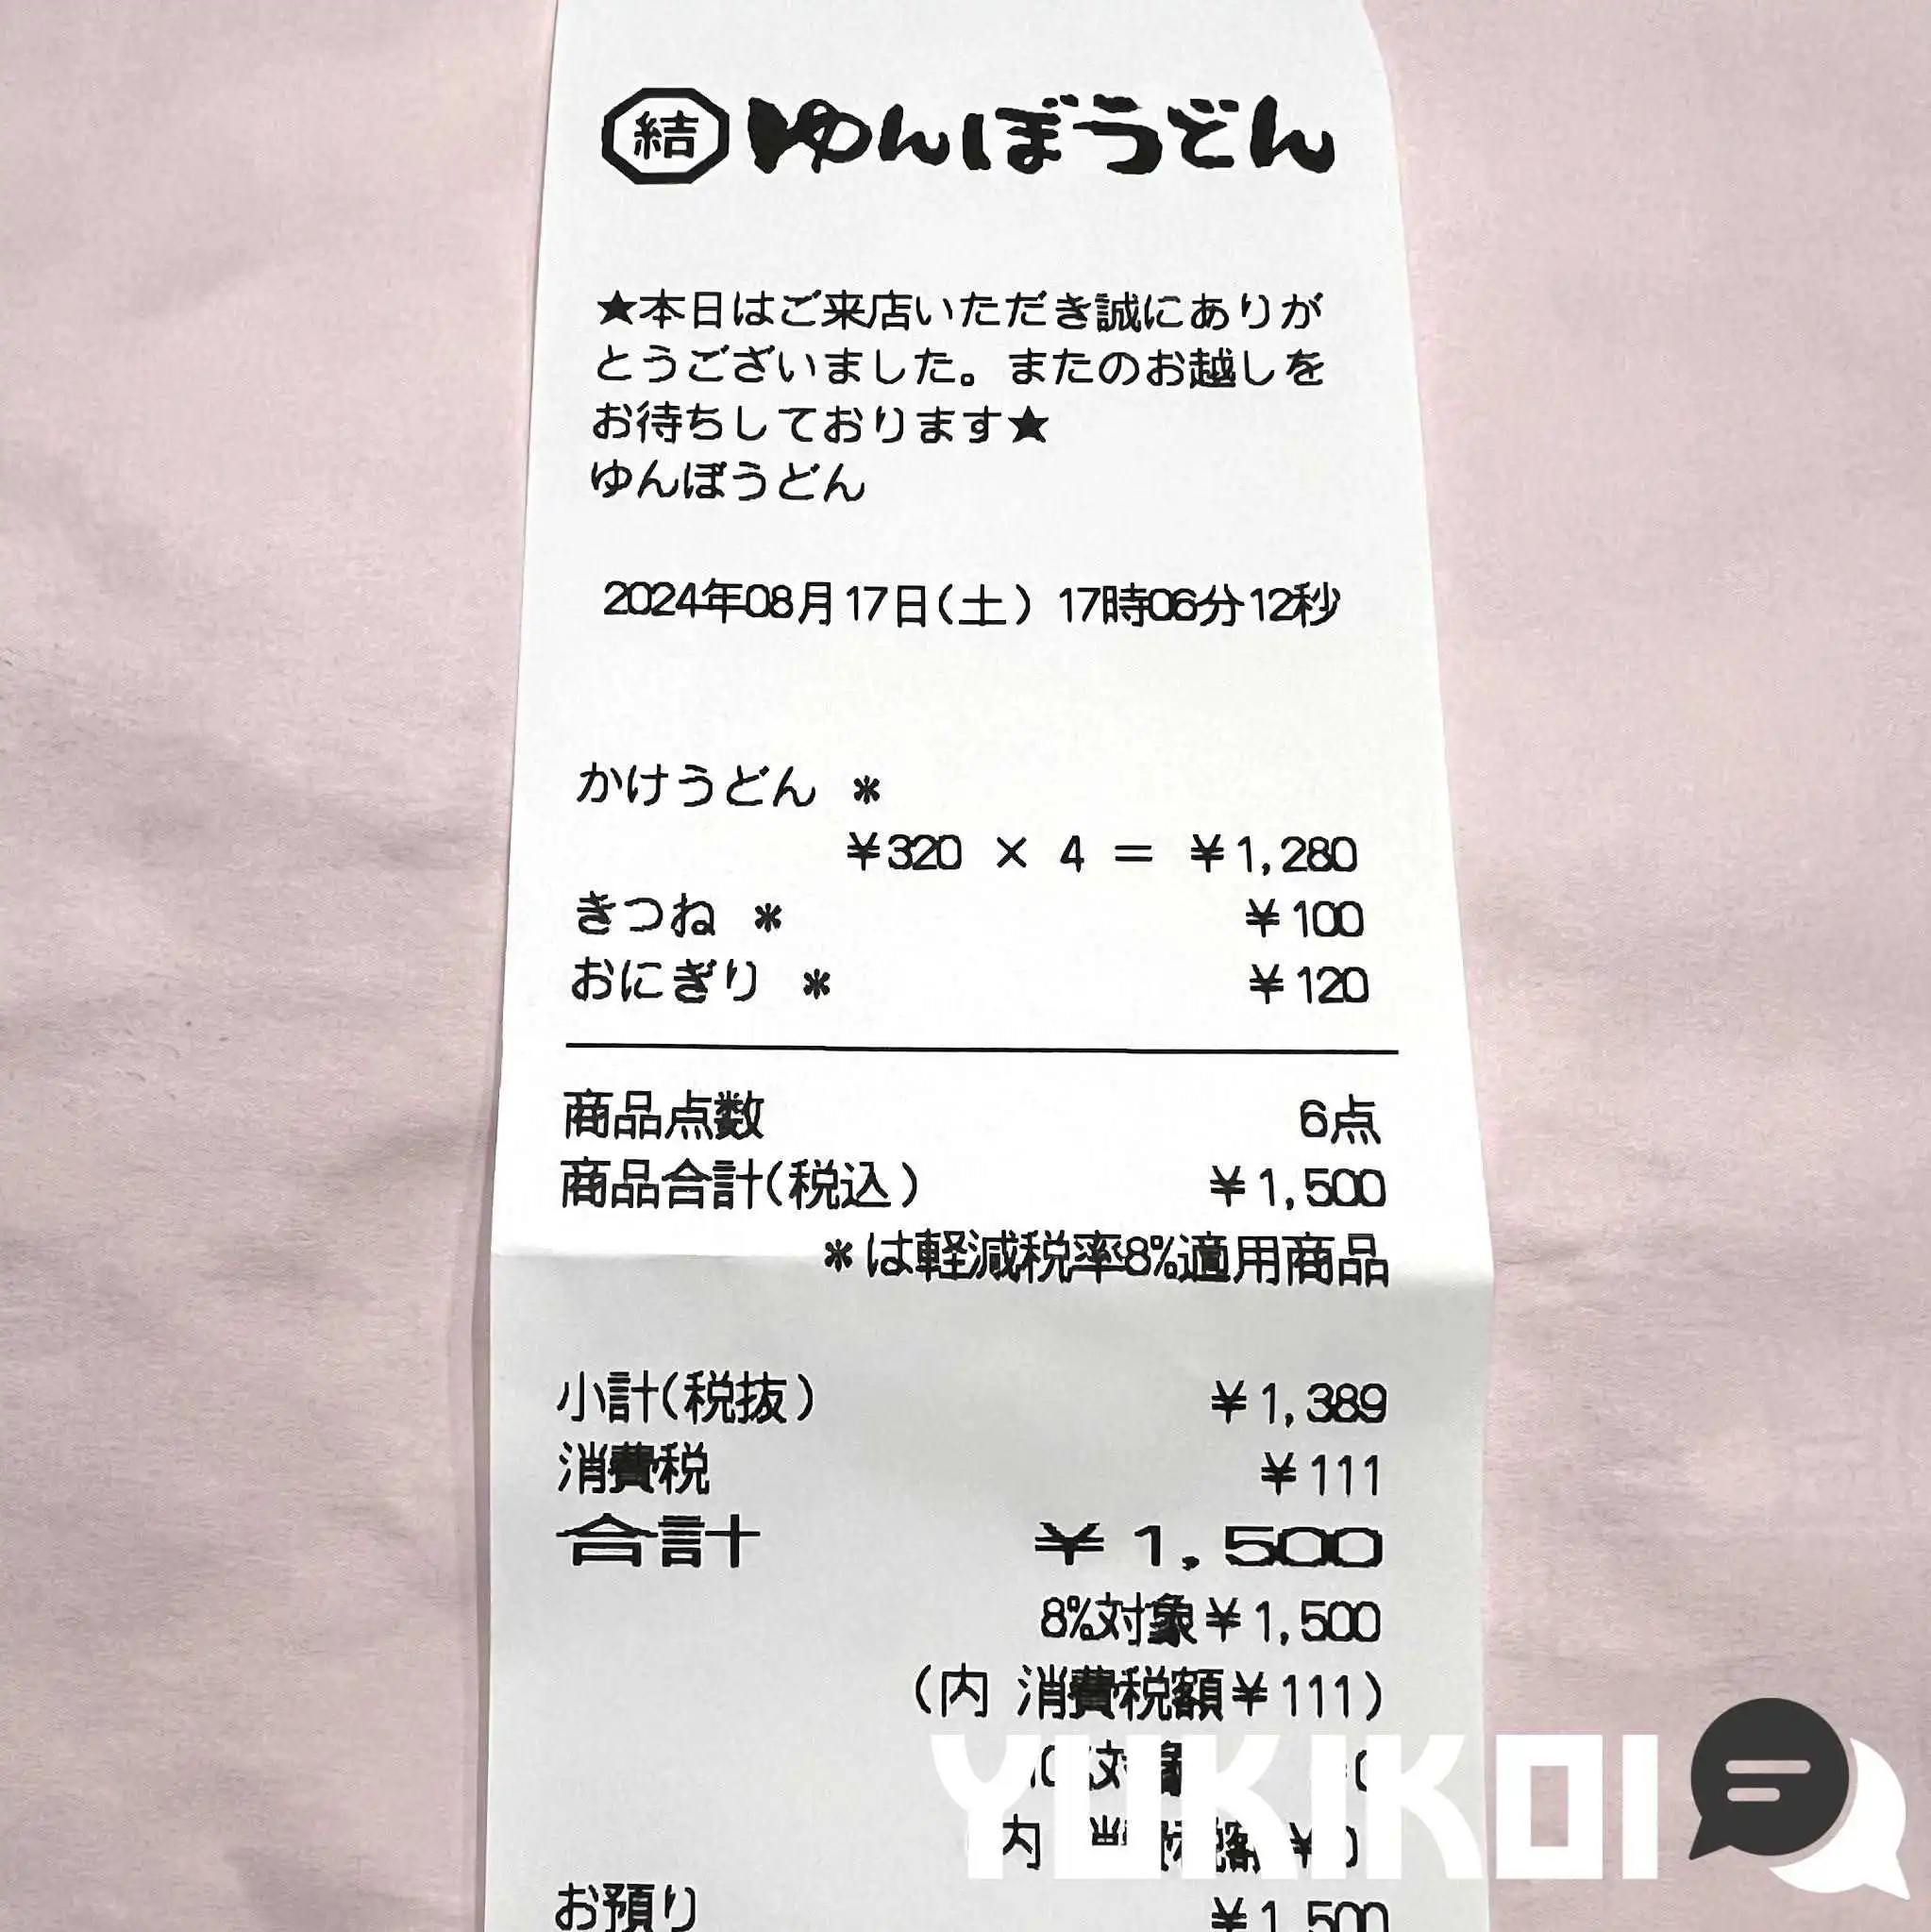 結 ゆんぼうどん
★本日はご来店いただき誠にありが
とうございました。またのお越しを
お待ちしております★
ゆんぼうどん
2024年08月17日(土) 17時06分12秒
かけうどん *
¥320 × 4 = ¥1,280
きつね * ¥100
おにぎり * ¥120
商品点数 6点
商品合計(税込) ¥1,500
*は軽減税率8%適用商品
小計(税抜) ¥1,389
消費税 ¥111
合計 ¥1,500
8%対象¥1,500
(内 消費税額¥111)
YUKIKOI
お預り ¥1,500